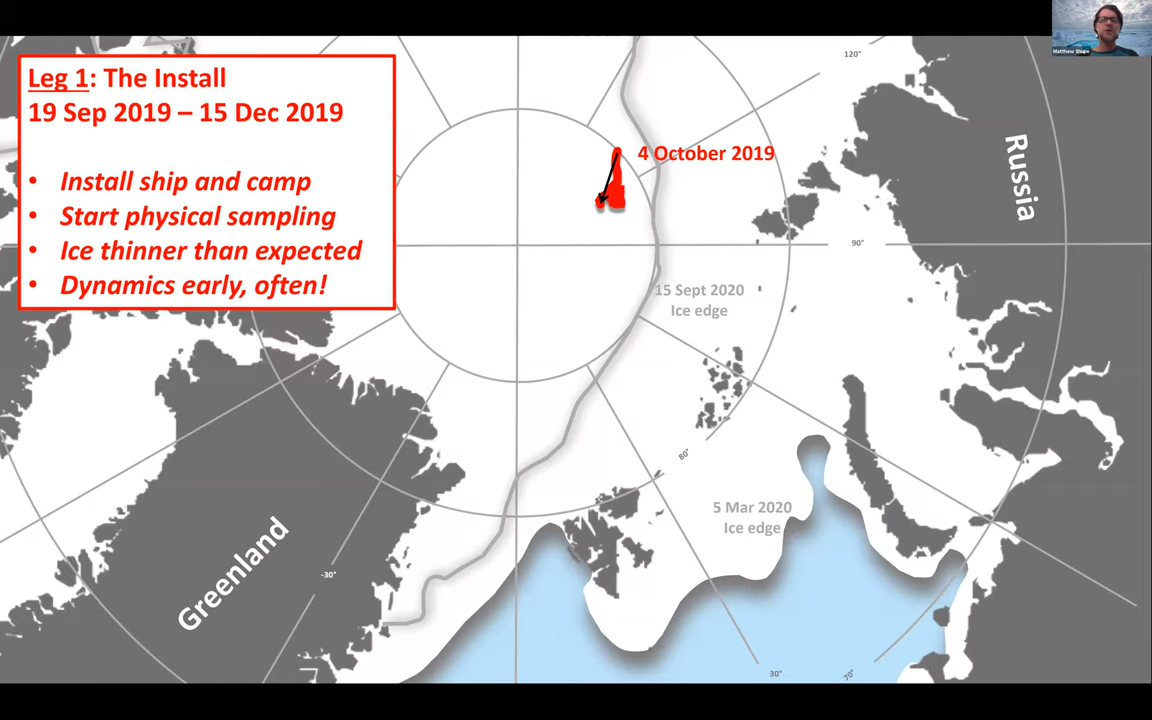 Leg 1: The Install
19 Sep 2019 – 15 Dec 2019
• Install ship and camp
• Start physical sampling
• Ice thinner than expected
• Dynamics early, often!
Matthew Shupe
120°
4 October 2019
Russia
90°
15 Sept 2020
Ice edge
80°
5 Mar 2020
Ice edge
Greenland
-30°
30°
70°